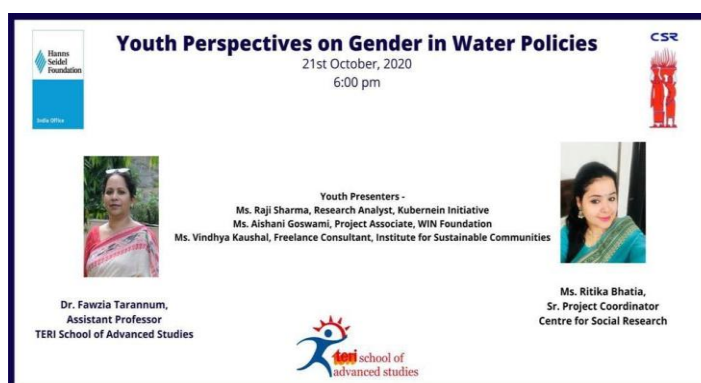 Hanns
Seidel
Foundation
India Office
Youth Perspectives on Gender in Water Policies
21st October, 2020
6:00 pm
CSR
Youth Presenters -
Ms. Raji Sharma, Research Analyst, Kubernein Initiative
Ms. Aishani Goswami, Project Associate, WIN Foundation
Ms. Vindhya Kaushal, Freelance Consultant, Institute for Sustainable Communities
Dr. Fawzia Tarannum,
Assistant Professor
TERI School of Advanced Studies
Ms. Ritika Bhatia,
Sr. Project Coordinator
Centre for Social Research
teri school of
advanced studies